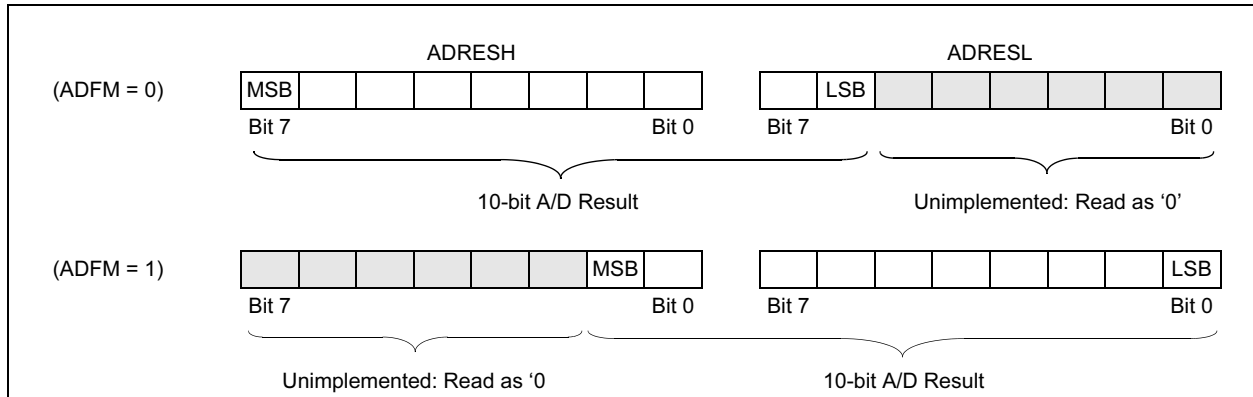 ADRESH ADRESL
(ADFM = 0) MSB LSB
Bit 7 Bit 0 Bit 7 Bit 0
10-bit A/D Result Unimplemented: Read as ‘0’
(ADFM = 1) MSB LSB
Bit 7 Bit 0 Bit 7 Bit 0
Unimplemented: Read as ‘0 10-bit A/D Result